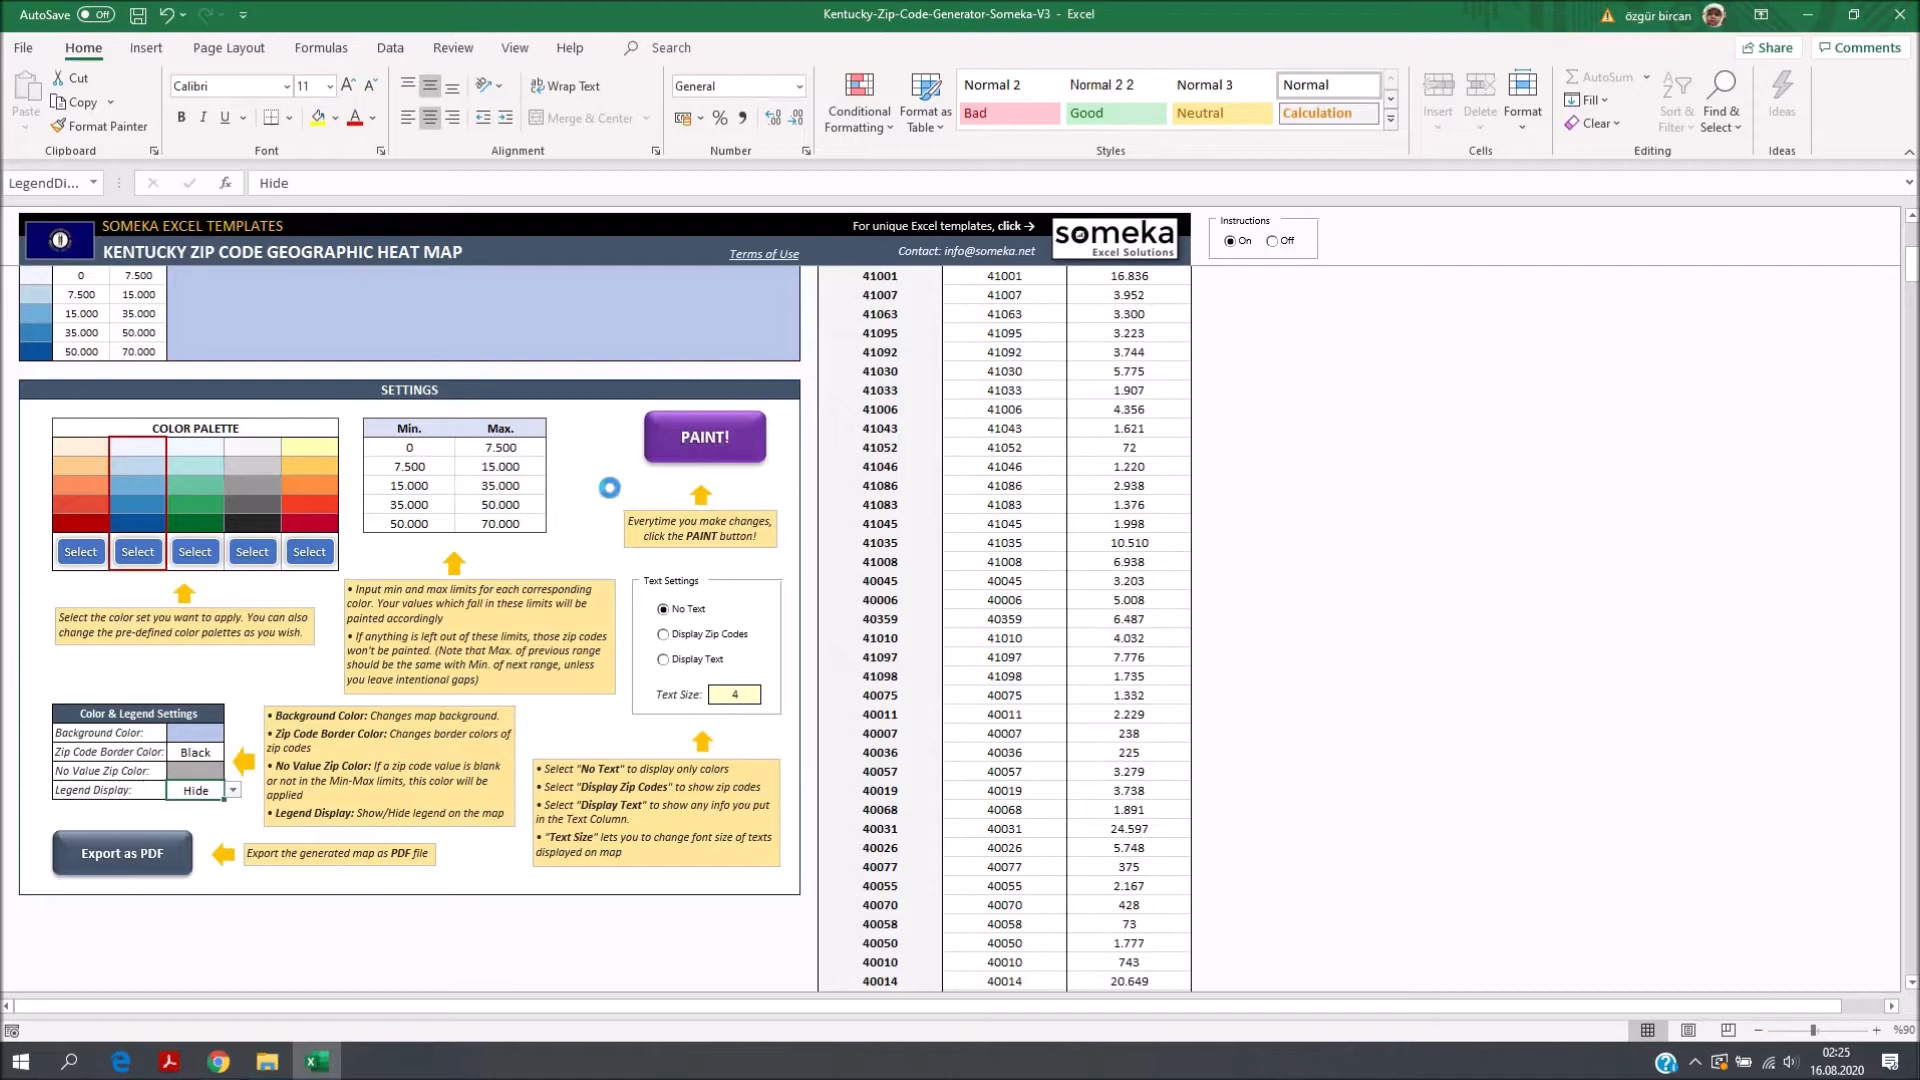 AutoSave Off
Kentucky-Zip-Code-Generator-Someka-V3 - Excel
özgür bircan
File Home Insert Page Layout Formulas Data Review View Help Search
Share Comments
Paste
Cut
Copy
Format Painter
Clipboard
Calibri 11
B I U
Font
Wrap Text
Merge & Center
Alignment
General
Number
Conditional Formatting
Format as Table
Normal 2 Normal 2 2 Normal 3 Normal
Bad Good Neutral Calculation
Styles
Insert Delete Format
Cells
AutoSum
Fill
Clear
Sort & Filter
Find & Select
Editing
Ideas
Ideas
LegendDi...
fx
Hide
SOMEKA EXCEL TEMPLATES
KENTUCKY ZIP CODE GEOGRAPHIC HEAT MAP
Terms of Use
For unique Excel templates, click →
Contact: info@someka.net
someka
Excel Solutions
Instructions
On Off
0 7.500
7.500 15.000
15.000 35.000
35.000 50.000
50.000 70.000
SETTINGS
COLOR PALETTE
Select Select Select Select Select
Select the color set you want to apply. You can also
change the pre-defined color palettes as you wish.
Min. Max.
0 7.500
7.500 15.000
15.000 35.000
35.000 50.000
50.000 70.000
• Input min and max limits for each corresponding
color. Your values which fall in these limits will be
painted accordingly
• If anything is left out of these limits, those zip codes
won't be painted. (Note that Max. of previous range
should be the same with Min. of next range, unless
you leave intentional gaps)
PAINT!
Everytime you make changes,
click the PAINT button!
Text Settings
No Text
Display Zip Codes
Display Text
Text Size: 4
• Select "No Text" to display only colors
• Select "Display Zip Codes" to show zip codes
• Select "Display Text" to show any info you put
in the Text Column.
• "Text Size" lets you to change font size of texts
displayed on map
Color & Legend Settings
Background Color:
Zip Code Border Color: Black
No Value Zip Color:
Legend Display: Hide
• Background Color: Changes map background.
• Zip Code Border Color: Changes border colors of
zip codes
• No Value Zip Color: If a zip code value is blank
or not in the Min-Max limits, this color will be
applied
• Legend Display: Show/Hide legend on the map
Export as PDF
Export the generated map as PDF file
41001 41001 16.836
41007 41007 3.952
41063 41063 3.300
41095 41095 3.223
41092 41092 3.744
41030 41030 5.775
41033 41033 1.907
41006 41006 4.356
41043 41043 1.621
41052 41052 72
41046 41046 1.220
41086 41086 2.938
41083 41083 1.376
41045 41045 1.998
41035 41035 10.510
41008 41008 6.938
40045 40045 3.203
40006 40006 5.008
40359 40359 6.487
41010 41010 4.032
41097 41097 7.776
41098 41098 1.735
40075 40075 1.332
40011 40011 2.229
40007 40007 238
40036 40036 225
40057 40057 3.279
40019 40019 3.738
40068 40068 1.891
40031 40031 24.597
40026 40026 5.748
40077 40077 375
40055 40055 2.167
40070 40070 428
40058 40058 73
40050 40050 1.777
40010 40010 743
40014 40014 20.649
%90
02:25
16.08.2020